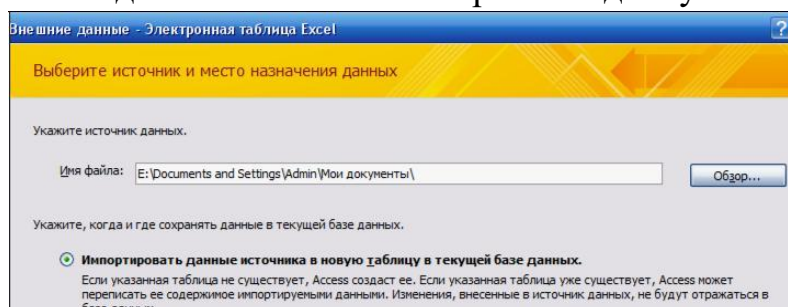 Внешние данные - Электронная таблица Excel
?
Выберите источник и место назначения данных
Укажите источник данных.
Имя файла: E:\Documents and Settings\Admin\Мои документы\ Обзор...
Укажите, когда и где сохранять данные в текущей базе данных.
Импортировать данные источника в новую таблицу в текущей базе данных.
Если указанная таблица не существует, Access создаст ее. Если указанная таблица уже существует, Access может
переписать ее содержимое импортируемыми данными. Изменения, внесенные в источник данных, не будут отражаться в